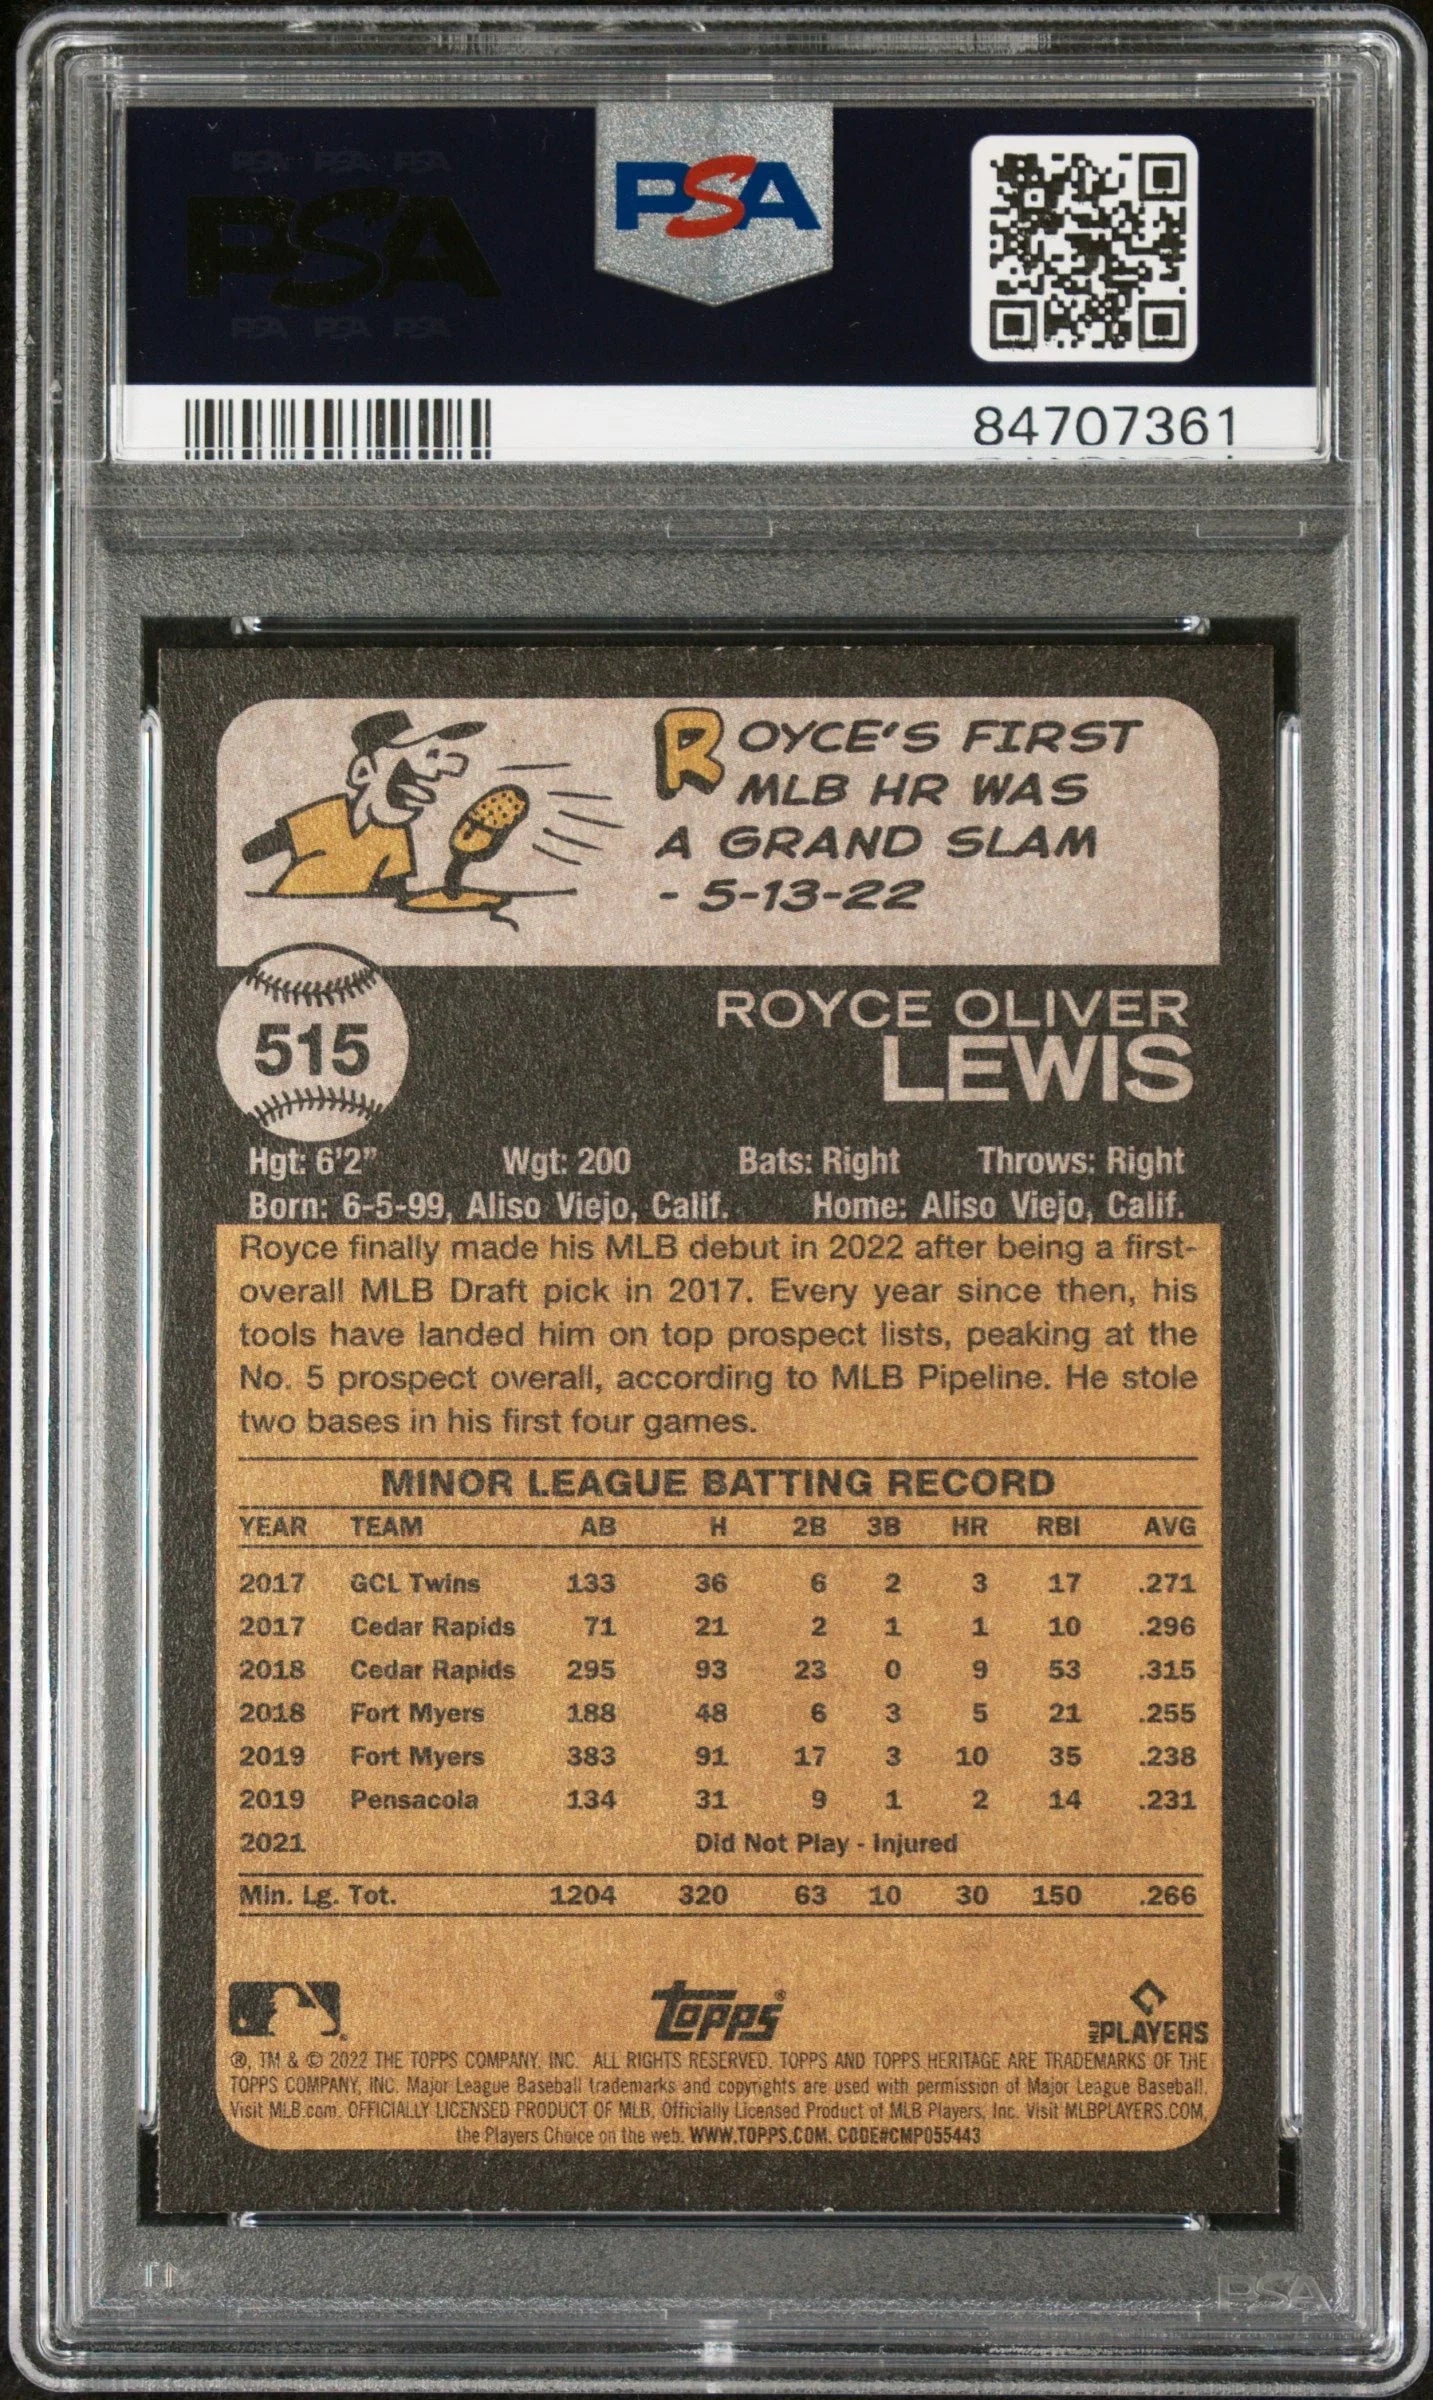 PSA PSA PSA
PSA
PSA
PSA PSA PSA
84707361
ROYCE'S FIRST
MLB HR WAS
A GRAND SLAM
- 5-13-22
515
ROYCE OLIVER
LEWIS
Hgt: 6'2" Wgt: 200 Bats: Right Throws: Right
Born: 6-5-99, Aliso Viejo, Calif. Home: Aliso Viejo, Calif.
Royce finally made his MLB debut in 2022 after being a first-
overall MLB Draft pick in 2017. Every year since then, his
tools have landed him on top prospect lists, peaking at the
No. 5 prospect overall, according to MLB Pipeline. He stole
two bases in his first four games.
MINOR LEAGUE BATTING RECORD
YEAR TEAM AB H 2B 3B HR RBI AVG
2017 GCL Twins 133 36 6 2 3 17 .271
2017 Cedar Rapids 71 21 2 1 1 10 .296
2018 Cedar Rapids 295 93 23 0 9 53 .315
2018 Fort Myers 188 48 6 3 5 21 .255
2019 Fort Myers 383 91 17 3 10 35 .238
2019 Pensacola 134 31 9 1 2 14 .231
2021 Did Not Play - Injured
Min. Lg. Tot. 1204 320 63 10 30 150 .266
topps®
MLB PLAYERS
®, TM & © 2022 THE TOPPS COMPANY, INC. ALL RIGHTS RESERVED. TOPPS AND TOPPS HERITAGE ARE TRADEMARKS OF THE
TOPPS COMPANY, INC. Major League Baseball trademarks and copyrights are used with permission of Major League Baseball.
Visit MLB.com. OFFICIALLY LICENSED PRODUCT OF MLB, Officially Licensed Product of MLB Players, Inc. Visit MLBPLAYERS.COM,
the Players Choice on the web. WWW.TOPPS.COM. CODE#CMP055443
PSA